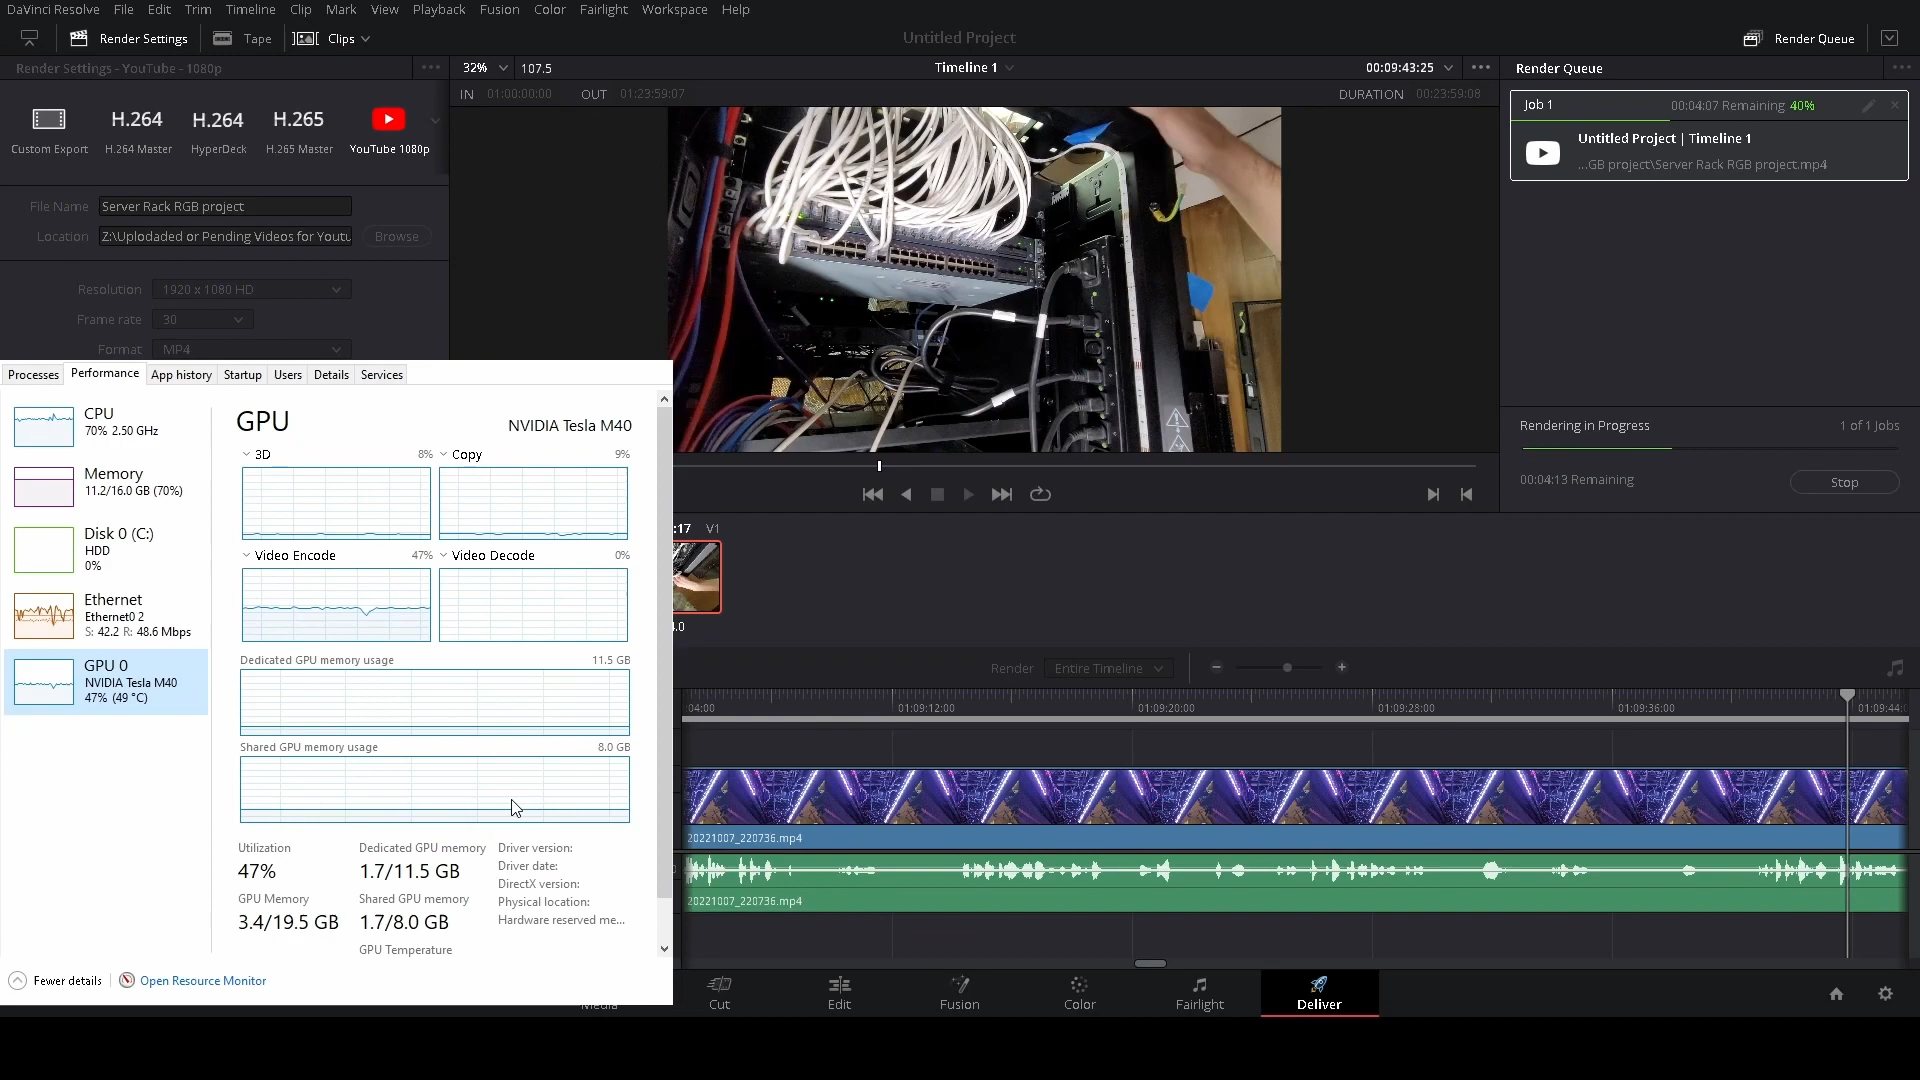 DaVinci Resolve File Edit Trim Timeline Clip Mark View Playback Fusion Color Fairlight Workspace Help
Render Settings Tape Clips Untitled Project Render Queue
Render Settings - YouTube - 1080p
32% 107.5 Timeline 1 00:09:43:25
Render Queue
IN 01:00:00:00 OUT 01:23:59:07 DURATION 00:23:59:08
H.264 H.264 H.265
Custom Export H.264 Master HyperDeck H.265 Master YouTube 1080p
File Name Server Rack RGB project
Location Z:\Uplodaded or Pending Videos for Youtu Browse
Resolution 1920 x 1080 HD
Frame rate 30
Format MP4
Job 1 00:04:07 Remaining 40%
Untitled Project | Timeline 1
...GB project\Server Rack RGB project.mp4
Rendering in Progress 1 of 1 Jobs
00:04:13 Remaining Stop
Processes Performance App history Startup Users Details Services
CPU
70% 2.50 GHz
Memory
11.2/16.0 GB (70%)
Disk 0 (C:)
HDD
0%
Ethernet
Ethernet0 2
S: 42.2 R: 48.6 Mbps
GPU 0
NVIDIA Tesla M40
47% (49 °C)
GPU NVIDIA Tesla M40
3D 8% Copy 9%
Video Encode 47% Video Decode 0%
Dedicated GPU memory usage 11.5 GB
Shared GPU memory usage 8.0 GB
Utilization
47%
GPU Memory
3.4/19.5 GB
Dedicated GPU memory
1.7/11.5 GB
Shared GPU memory
1.7/8.0 GB
GPU Temperature
Driver version:
Driver date:
DirectX version:
Physical location:
Hardware reserved me...
Fewer details Open Resource Monitor
:17 V1
Render Entire Timeline
04:00 01:09:12:00 01:09:20:00 01:09:28:00 01:09:36:00 01:09:44:
20221007_220736.mp4
20221007_220736.mp4
Media Cut Edit Fusion Color Fairlight Deliver